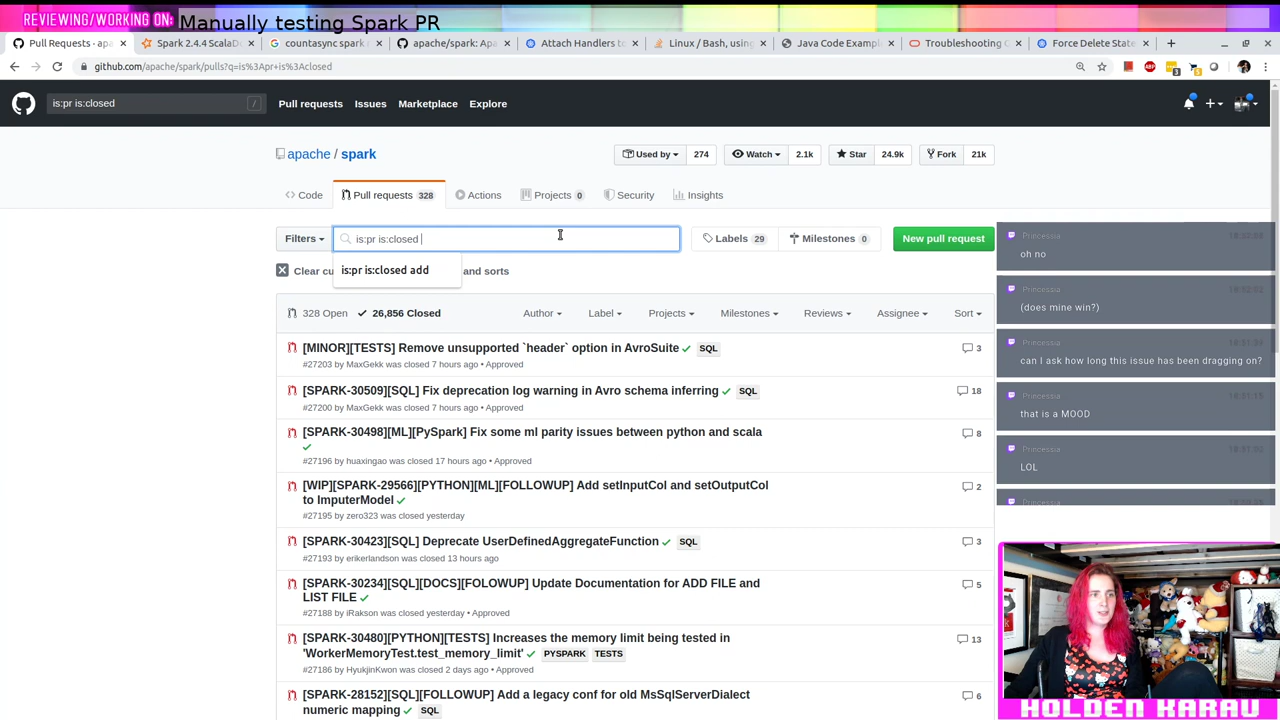 REVIEWING/WORKING ON: Manually testing Spark PR
Pull Requests · apa
Spark 2.4.4 ScalaD
countasync spark
apache/spark: Apa
Attach Handlers to
Linux / Bash, using
Java Code Exampl
Troubleshooting C
Force Delete State
github.com/apache/spark/pulls?q=is%3Apr+is%3Aclosed
is:pr is:closed /
Pull requests Issues Marketplace Explore
apache / spark
Used by 274 Watch 2.1k Star 24.9k Fork 21k
Code Pull requests 328 Actions Projects 0 Security Insights
Filters is:pr is:closed Labels 29 Milestones 0 New pull request
is:pr is:closed add
Clear cu and sorts
328 Open 26,856 Closed Author Label Projects Milestones Reviews Assignee Sort
[MINOR][TESTS] Remove unsupported `header` option in AvroSuite SQL 3
#27203 by MaxGekk was closed 7 hours ago • Approved
[SPARK-30509][SQL] Fix deprecation log warning in Avro schema inferring SQL 18
#27200 by MaxGekk was closed 7 hours ago • Approved
[SPARK-30498][ML][PySpark] Fix some ml parity issues between python and scala 8
#27196 by huaxingao was closed 17 hours ago • Approved
[WIP][SPARK-29566][PYTHON][ML][FOLLOWUP] Add setInputCol and setOutputCol 2
to ImputerModel
#27195 by zero323 was closed yesterday
[SPARK-30423][SQL] Deprecate UserDefinedAggregateFunction SQL 3
#27193 by erikerlandson was closed 13 hours ago
[SPARK-30234][SQL][DOCS][FOLOWUP] Update Documentation for ADD FILE and 5
LIST FILE
#27188 by iRakson was closed yesterday • Approved
[SPARK-30480][PYTHON][TESTS] Increases the memory limit being tested in 13
'WorkerMemoryTest.test_memory_limit' PYSPARK TESTS
#27186 by HyukjinKwon was closed 2 days ago • Approved
[SPARK-28152][SQL][FOLLOWUP] Add a legacy conf for old MsSqlServerDialect 6
numeric mapping SQL
Princessia
oh no
Princessia
(does mine win?)
Princessia
can I ask how long this issue has been dragging on?
Princessia
that is a MOOD
Princessia
LOL
Princessia
HOLDEN KARAU